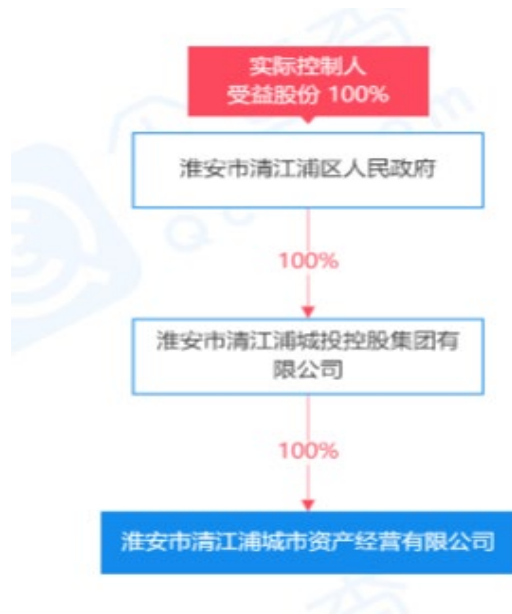 实际控制人
受益股份 100%
淮安市清江浦区人民政府
100%
淮安市清江浦城投控股集团有
限公司
100%
淮安市清江浦城市资产经营有限公司